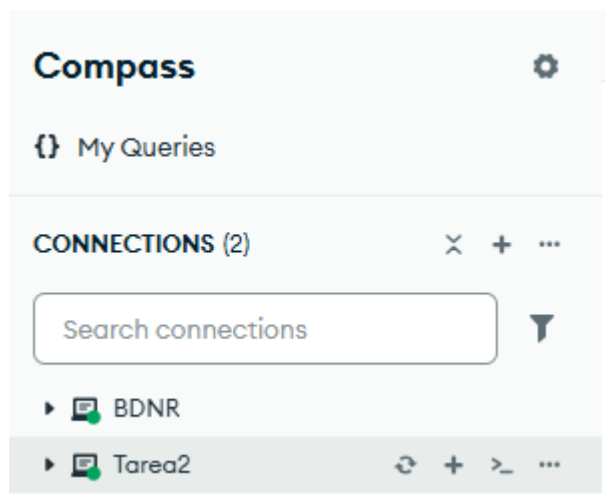 Compass
{} My Queries
CONNECTIONS (2)
Search connections
BDNR
Tarea2